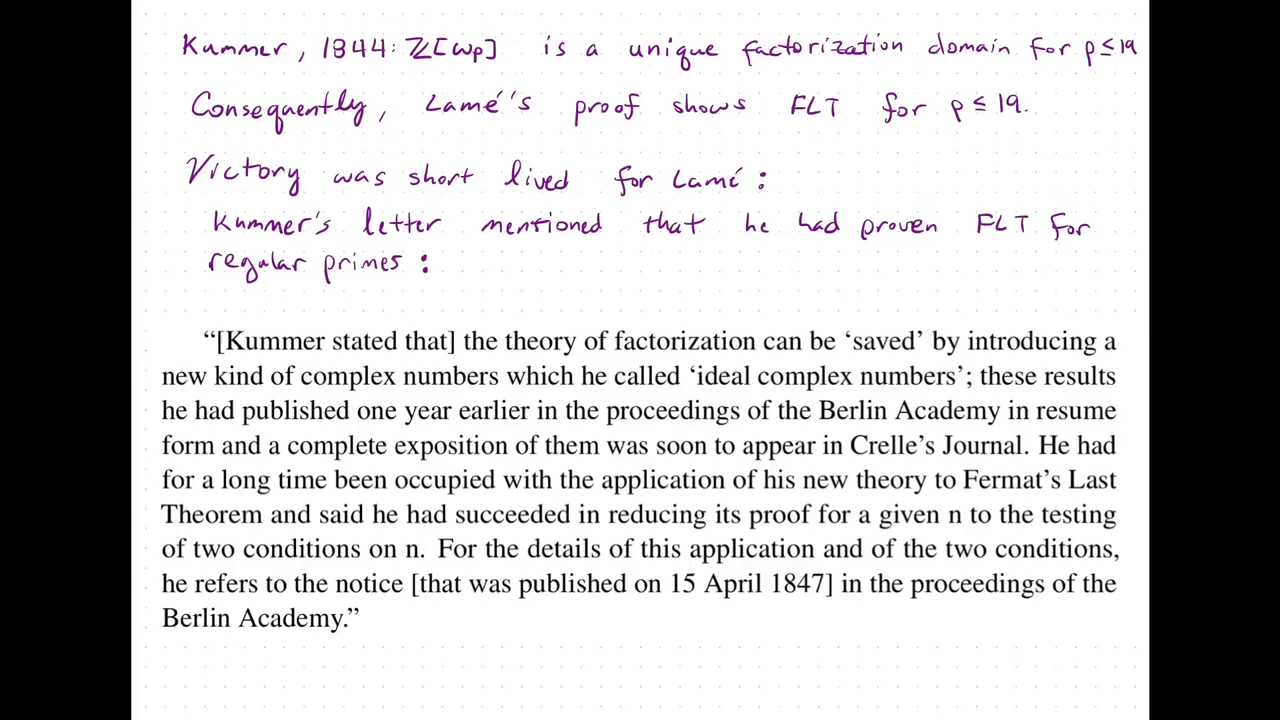 Kummer, 1844: ℤ[ωp] is a unique factorization domain for p ≤ 19
Consequently, Lamé's proof shows FLT for p ≤ 19.
Victory was short lived for Lamé:
Kummer's letter mentioned that he had proven FLT for
regular primes:
“[Kummer stated that] the theory of factorization can be ‘saved’ by introducing a
new kind of complex numbers which he called ‘ideal complex numbers’; these results
he had published one year earlier in the proceedings of the Berlin Academy in resume
form and a complete exposition of them was soon to appear in Crelle’s Journal. He had
for a long time been occupied with the application of his new theory to Fermat’s Last
Theorem and said he had succeeded in reducing its proof for a given n to the testing
of two conditions on n. For the details of this application and of the two conditions,
he refers to the notice [that was published on 15 April 1847] in the proceedings of the
Berlin Academy.”